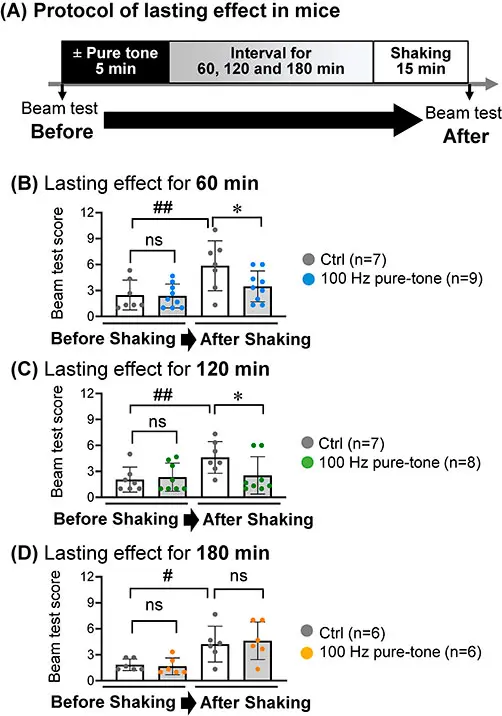 (A) Protocol of lasting effect in mice
± Pure tone
5 min
Interval for
60, 120 and 180 min
Shaking
15 min
Beam test
Before
Beam test
After
(B) Lasting effect for 60 min
Beam test score
12
9
6
3
0
##
ns
*
Ctrl (n=7)
100 Hz pure-tone (n=9)
Before Shaking
After Shaking
(C) Lasting effect for 120 min
Beam test score
12
9
6
3
0
##
ns
*
Ctrl (n=7)
100 Hz pure-tone (n=8)
Before Shaking
After Shaking
(D) Lasting effect for 180 min
Beam test score
12
9
6
3
0
#
ns
ns
Ctrl (n=6)
100 Hz pure-tone (n=6)
Before Shaking
After Shaking